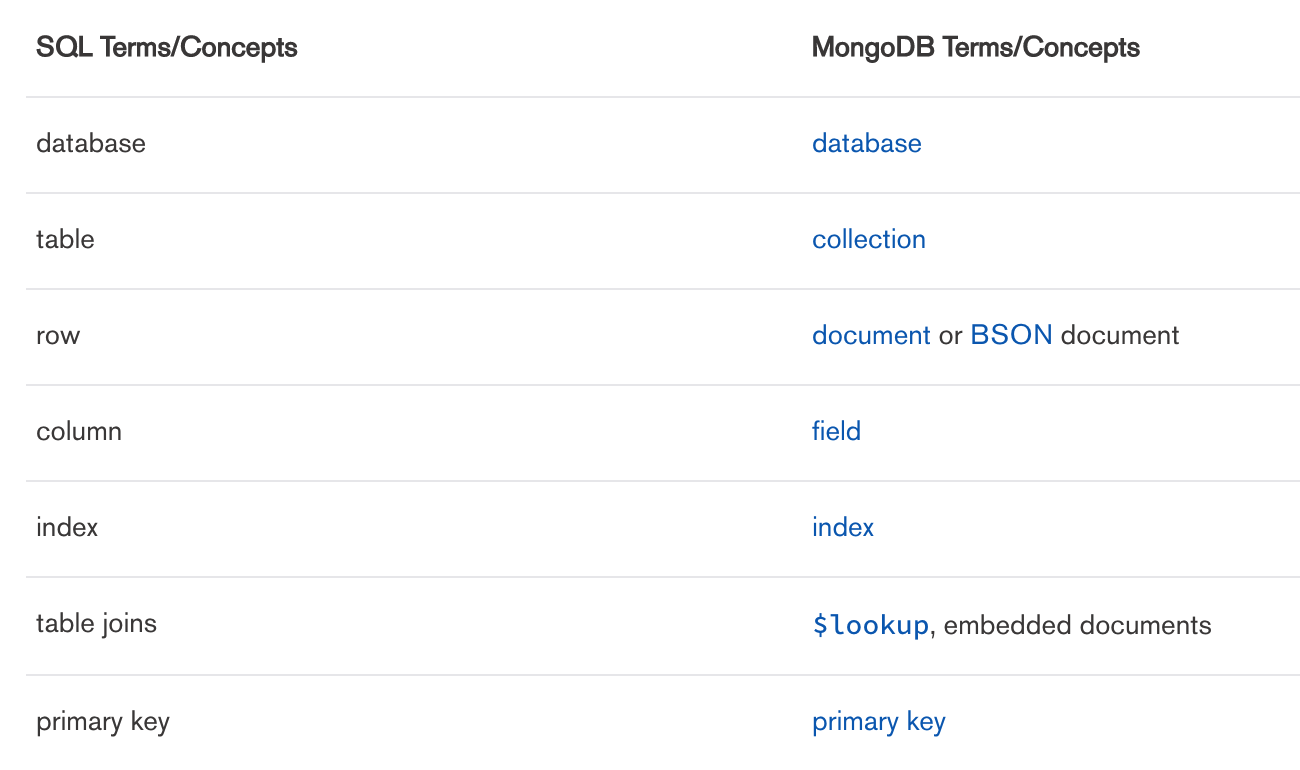 SQL Terms/Concepts MongoDB Terms/Concepts
database database
table collection
row document or BSON document
column field
index index
table joins $lookup, embedded documents
primary key primary key